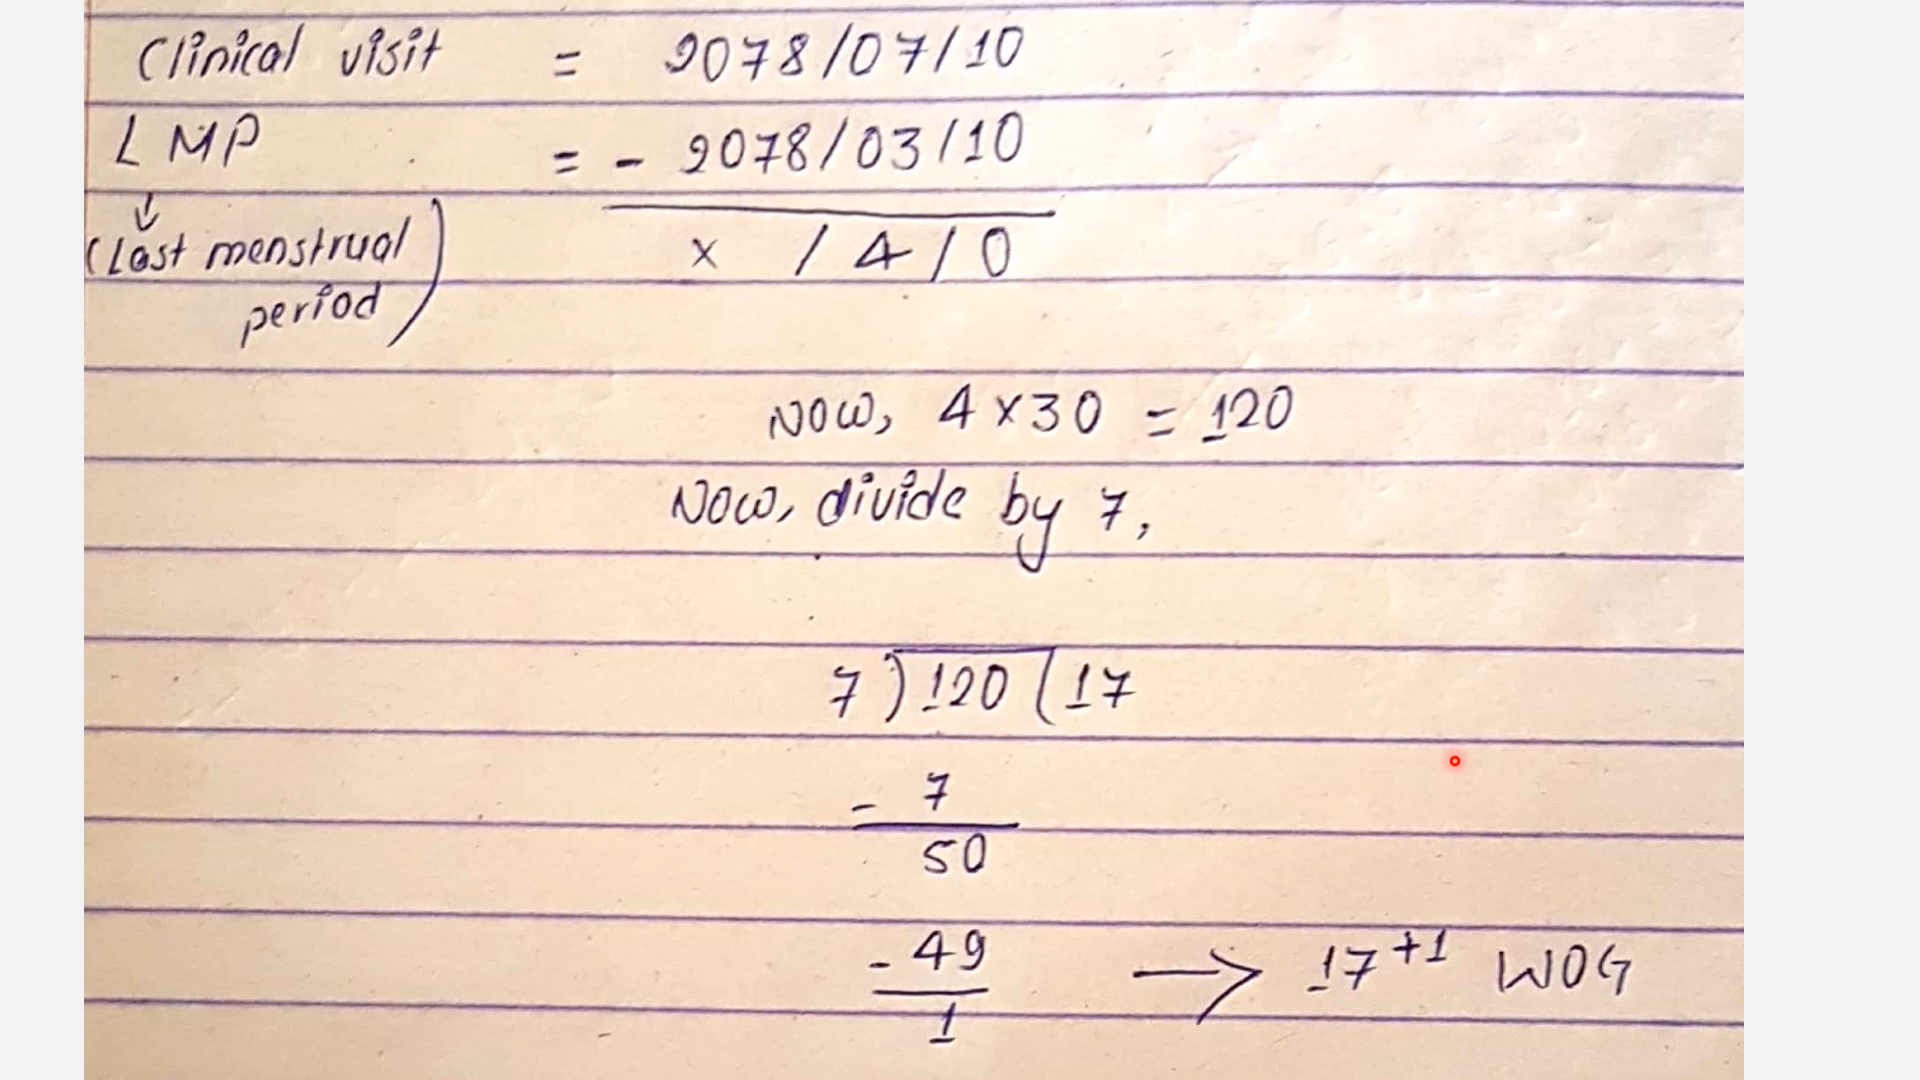 Clinical visit = 2078/07/10
LMP = - 2078/03/10
(Last menstrual period)
x / 4 / 0
Now, 4 x 30 = 120
Now, divide by 7,
7 ) 120 ( 17
- 7
50
- 49
1
→ 17 +1 WOG